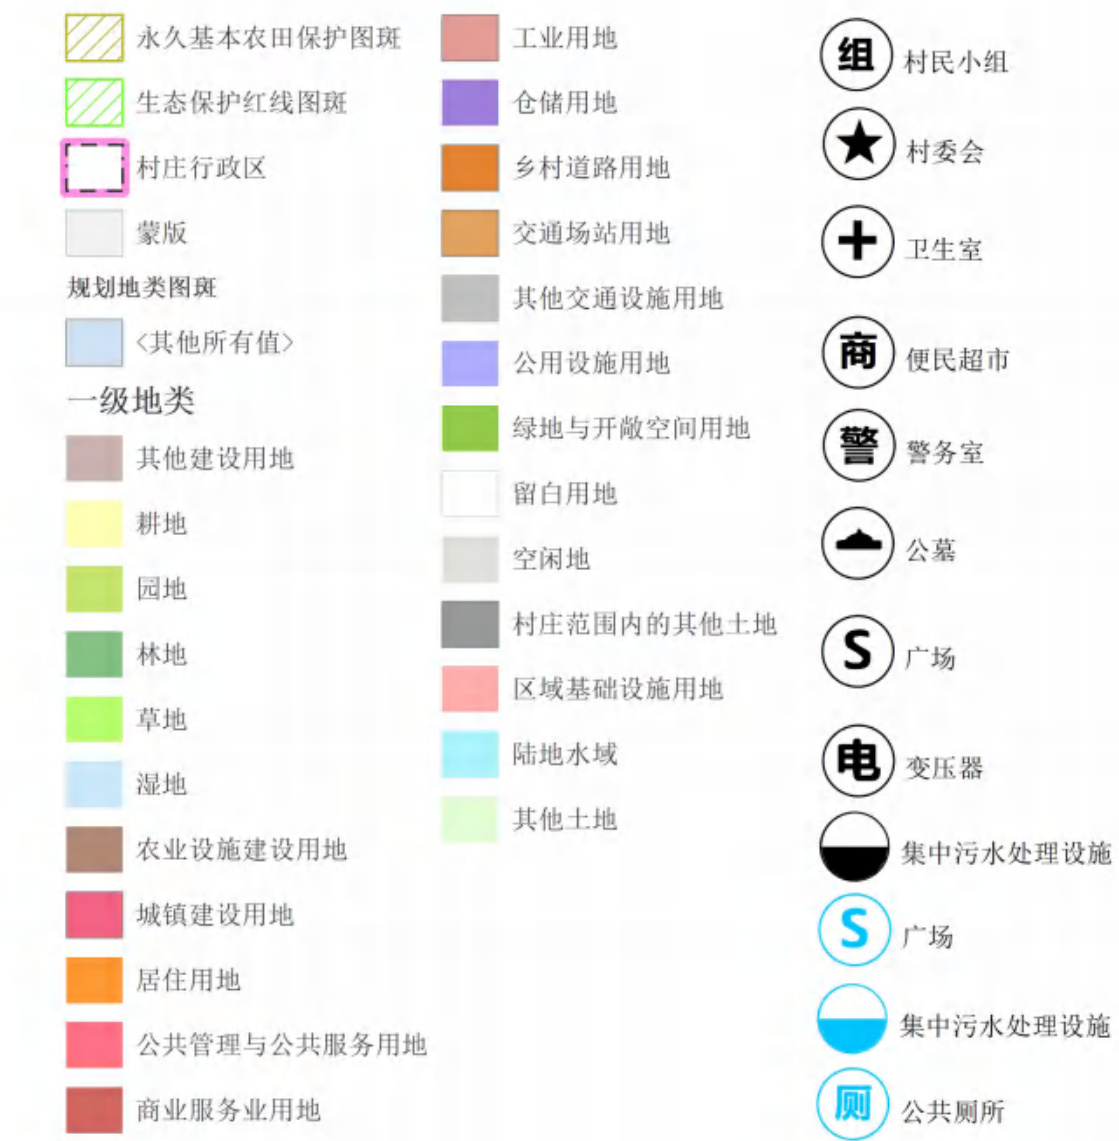 永久基本农田保护图斑
生态保护红线图斑
村庄行政区
蒙版
规划地类图斑
<其他所有值>
一级地类
其他建设用地
耕地
园地
林地
草地
湿地
农业设施建设用地
城镇建设用地
居住用地
公共管理与公共服务用地
商业服务业用地
工业用地
仓储用地
乡村道路用地
交通场站用地
其他交通设施用地
公用设施用地
绿地与开敞空间用地
留白用地
空闲地
村庄范围内的其他土地
区域基础设施用地
陆地水域
其他土地
组 村民小组
村委会
卫生室
商 便民超市
警 警务室
公墓
S 广场
电 变压器
集中污水处理设施
S 广场
集中污水处理设施
厕 公共厕所